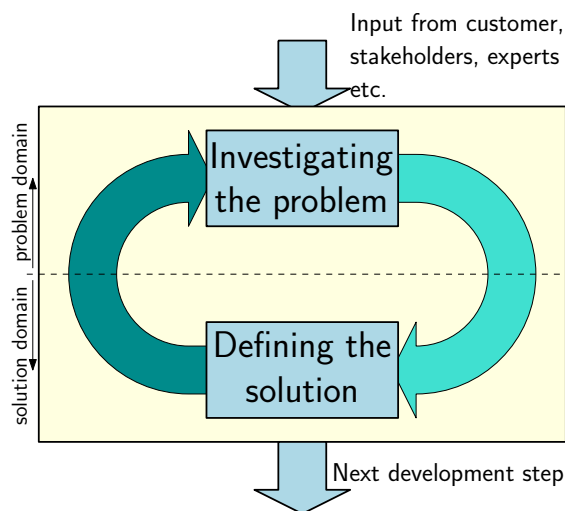 Input from customer,
stakeholders, experts
etc.
Investigating
the problem
problem domain
solution domain
Defining the
solution
Next development step